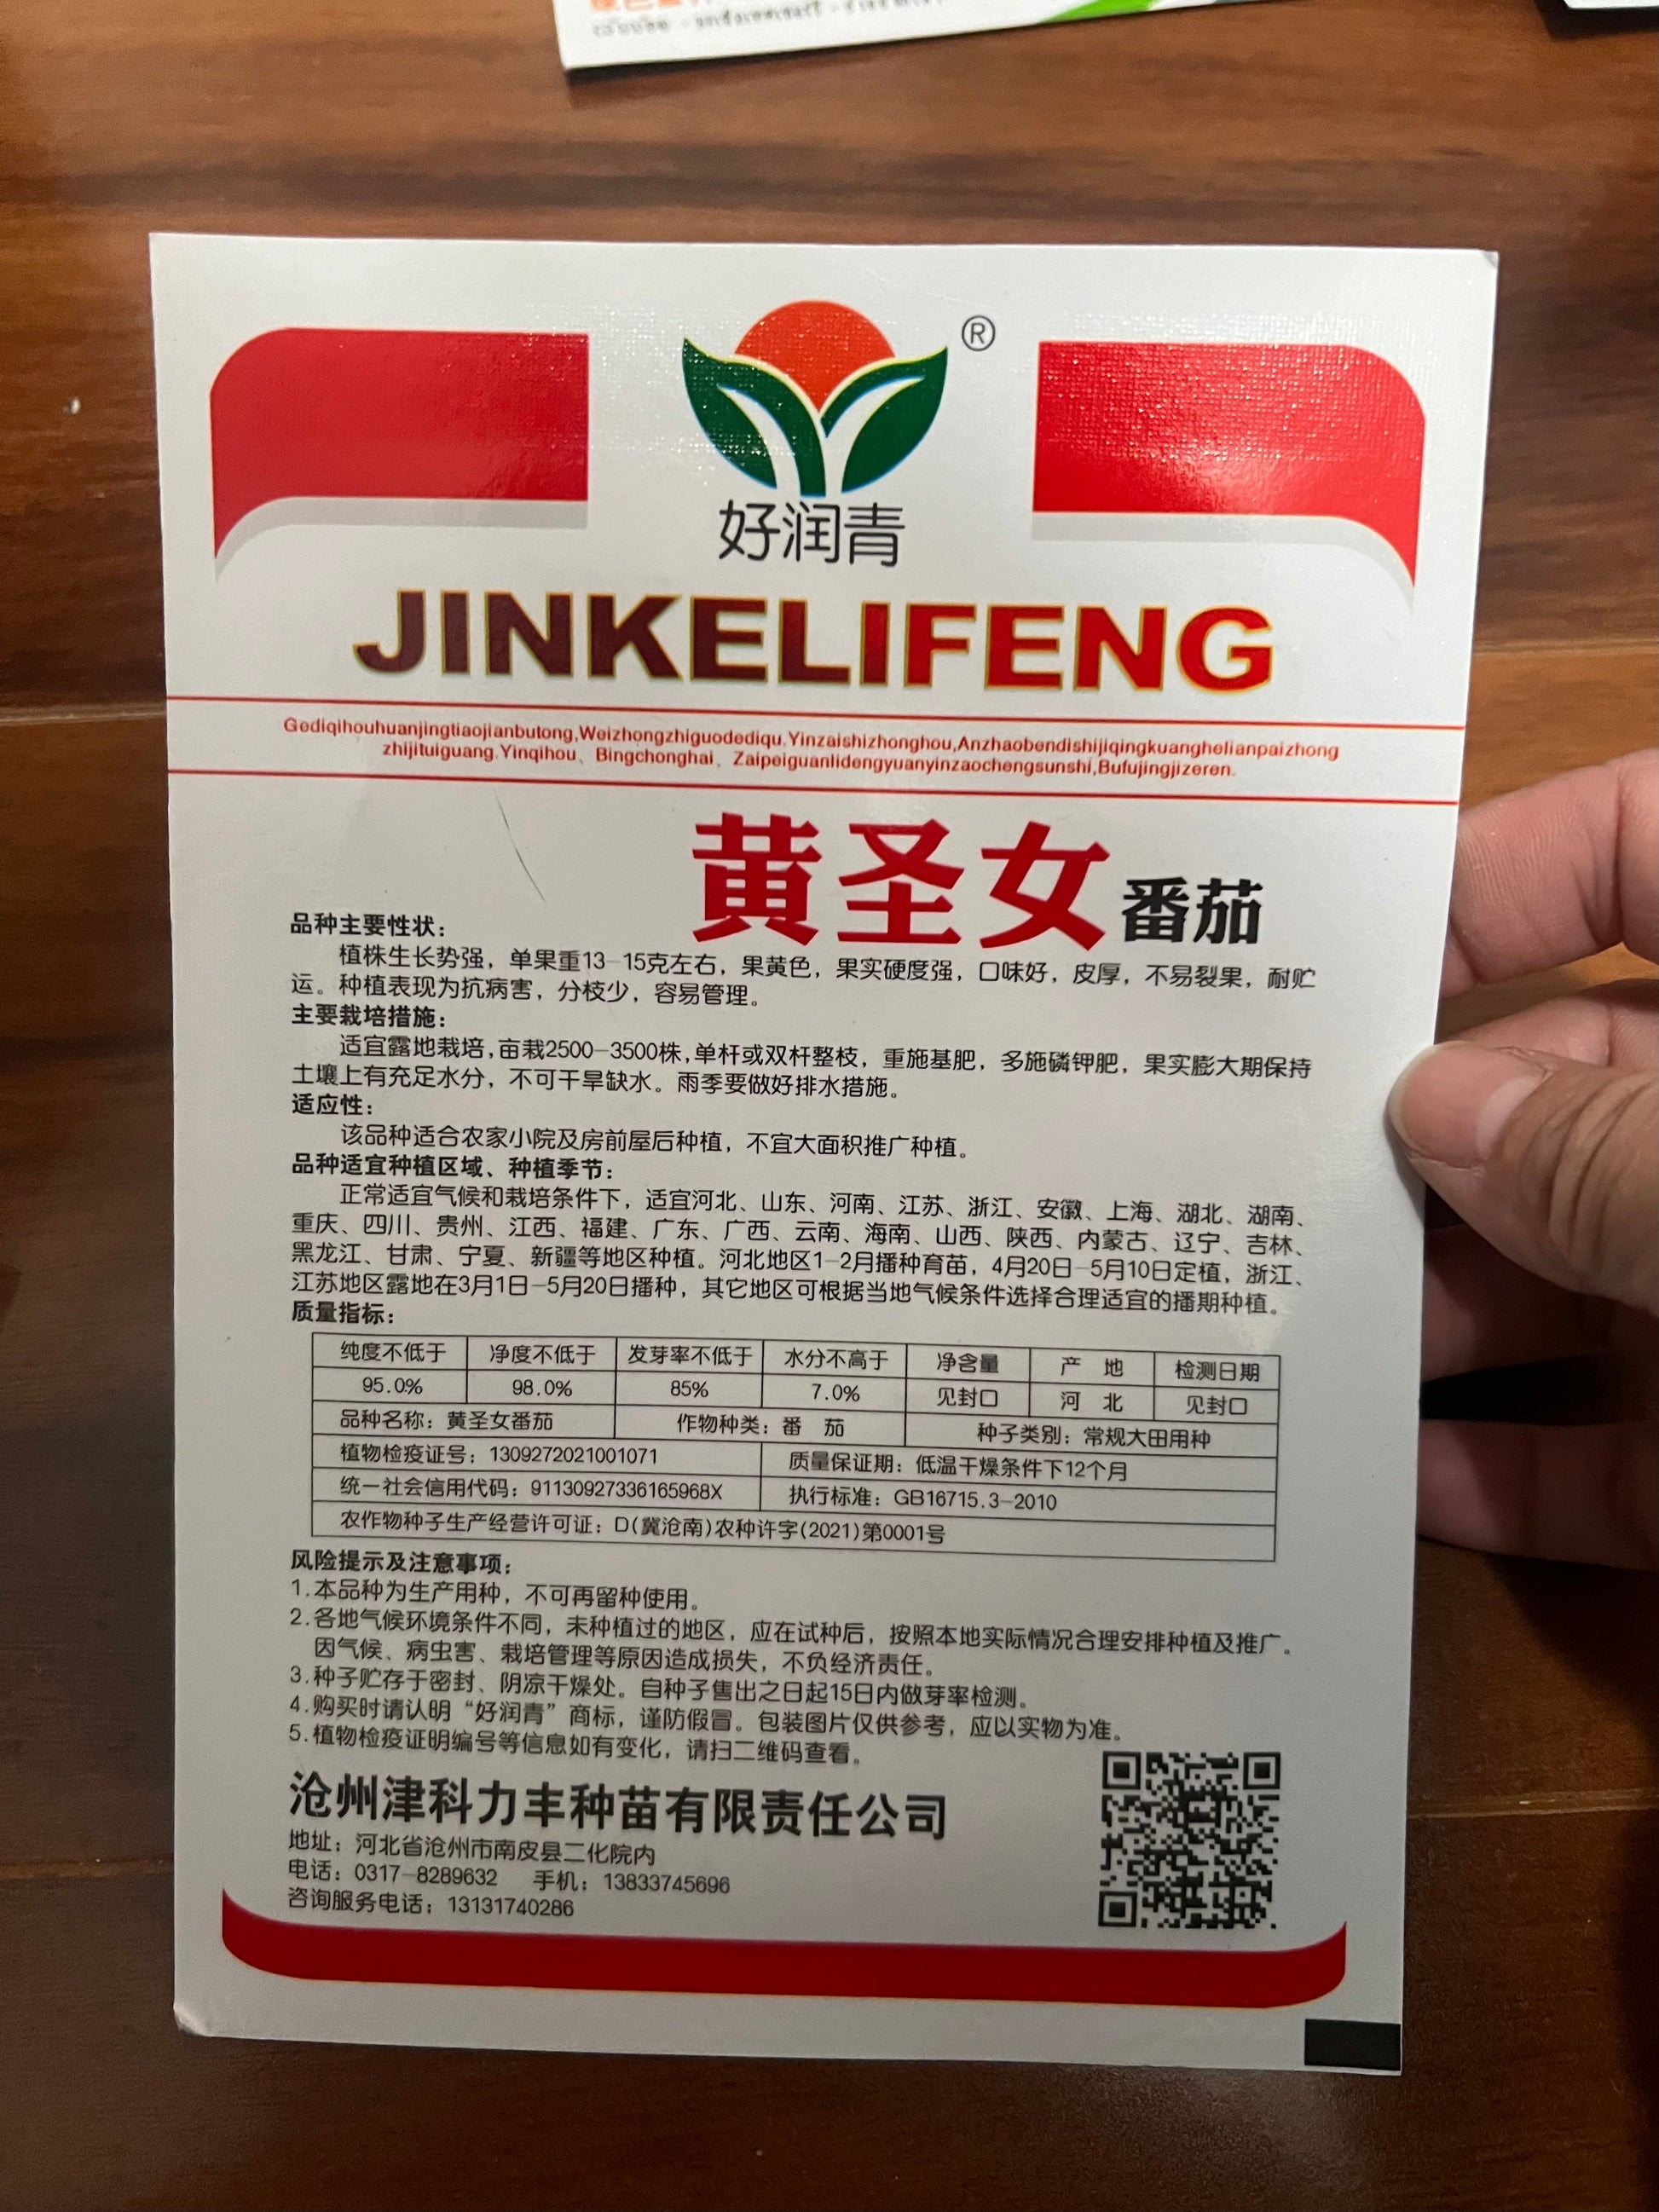 ®
好润青
JINKELIFENG
Gediqihouhuanjingtiaojianbutong,Weizhongzhiguodediqu,Yinzaishizhonghou,Anzhaobendishijiqingkuanghelianpaizhong
zhijituiguang.Yinqihou、Bingchonghai、Zaipeiguanlidengyuanyinzaochengsunshi,Bufujingjizeren.
黄圣女番茄
品种主要性状：
植株生长势强，单果重13-15克左右，果黄色，果实硬度强，口味好，皮厚，不易裂果，耐贮
运。种植表现为抗病害，分枝少，容易管理。
主要栽培措施：
适宜露地栽培，亩栽2500-3500株，单杆或双杆整枝，重施基肥，多施磷钾肥，果实膨大期保持
土壤上有充足水分，不可干旱缺水。雨季要做好排水措施。
适应性：
该品种适合农家小院及房前屋后种植，不宜大面积推广种植。
品种适宜种植区域、种植季节：
正常适宜气候和栽培条件下，适宜河北、山东、河南、江苏、浙江、安徽、上海、湖北、湖南、
重庆、四川、贵州、江西、福建、广东、广西、云南、海南、山西、陕西、内蒙古、辽宁、吉林、
黑龙江、甘肃、宁夏、新疆等地区种植。河北地区1-2月播种育苗，4月20日-5月10日定植，浙江、
江苏地区露地在3月1日-5月20日播种，其它地区可根据当地气候条件选择合理适宜的播期种植。
质量指标：
纯度不低于 净度不低于 发芽率不低于 水分不高于 净含量 产 地 检测日期
95.0% 98.0% 85% 7.0% 见封口 河 北 见封口
品种名称：黄圣女番茄 作物种类：番 茄 种子类别：常规大田用种
植物检疫证号：1309272021001071 质量保证期：低温干燥条件下12个月
统一社会信用代码：91130927336165968X 执行标准：GB16715.3-2010
农作物种子生产经营许可证：D(冀沧南)农种许字(2021)第0001号
风险提示及注意事项：
1.本品种为生产用种，不可再留种使用。
2.各地气候环境条件不同，未种植过的地区，应在试种后，按照本地实际情况合理安排种植及推广。
因气候、病虫害、栽培管理等原因造成损失，不负经济责任。
3.种子贮存于密封、阴凉干燥处。自种子售出之日起15日内做芽率检测。
4.购买时请认明“好润青”商标，谨防假冒。包装图片仅供参考，应以实物为准。
5.植物检疫证明编号等信息如有变化，请扫二维码查看。
沧州津科力丰种苗有限责任公司
地址：河北省沧州市南皮县二化院内
电话：0317-8289632 手机：13833745696
咨询服务电话：13131740286